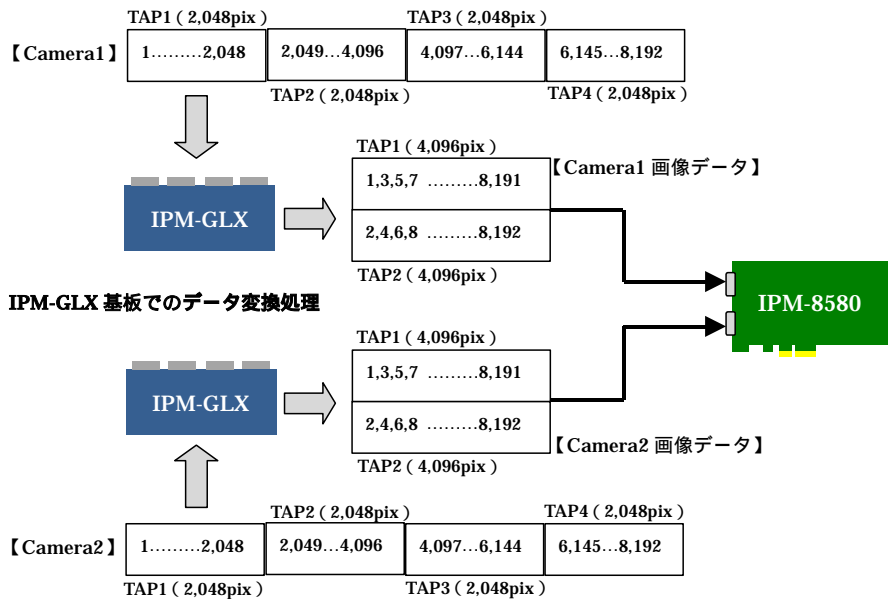 TAP1（2,048pix）
TAP3（2,048pix）
【Camera1】
1.........2,048
2,049...4,096
4,097...6,144
6,145...8,192
TAP2（2,048pix）
TAP4（2,048pix）
TAP1（4,096pix）
【Camera1 画像データ】
1,3,5,7 .........8,191
IPM-GLX
2,4,6,8 .........8,192
TAP2（4,096pix）
IPM-8580
IPM-GLX 基板でのデータ変換処理
TAP1（4,096pix）
1,3,5,7 .........8,191
IPM-GLX
2,4,6,8 .........8,192
【Camera2 画像データ】
TAP2（4,096pix）
TAP2（2,048pix）
TAP4（2,048pix）
【Camera2】
1.........2,048
2,049...4,096
4,097...6,144
6,145...8,192
TAP1（2,048pix）
TAP3（2,048pix）